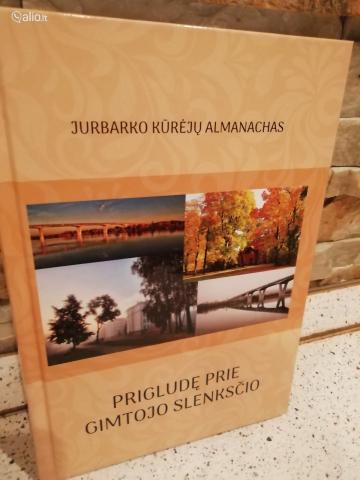 alio.lt
JURBARKO KŪRĖJŲ ALMANACHAS
PRIGLUDĘ PRIE
GIMTOJO SLENKSČIO